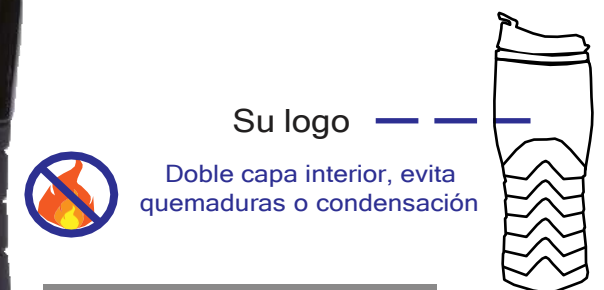 Su logo
Doble capa interior, evita
quemaduras o condensación